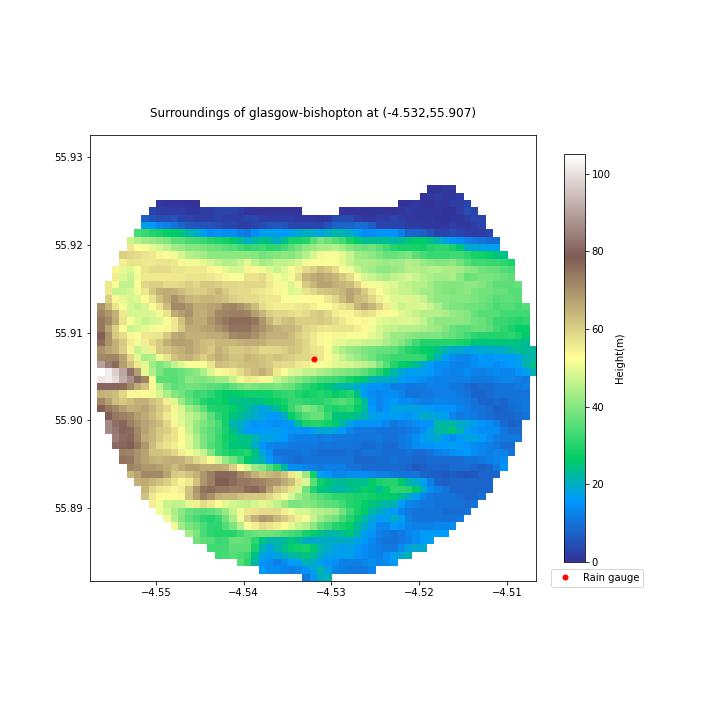 Surroundings of glasgow-bishopton at (-4.532,55.907)
55.93
55.92
55.91
55.90
55.89
−4.55 −4.54 −4.53 −4.52 −4.51
100
80
60
40
20
0
Height(m)
Rain gauge